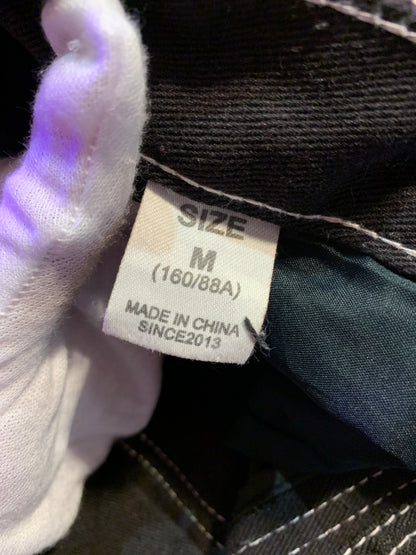 SIZE
M
(160/88A)
MADE IN CHINA
SINCE2013